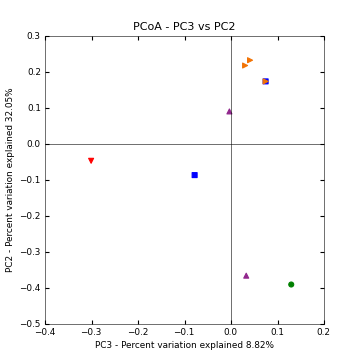 PCoA - PC3 vs PC2
0.3
0.2
0.1
0.0
−0.1
−0.2
−0.3
−0.4
−0.5
PC2 - Percent variation explained 32.05%
−0.4 −0.3 −0.2 −0.1 0.0 0.1 0.2
PC3 - Percent variation explained 8.82%